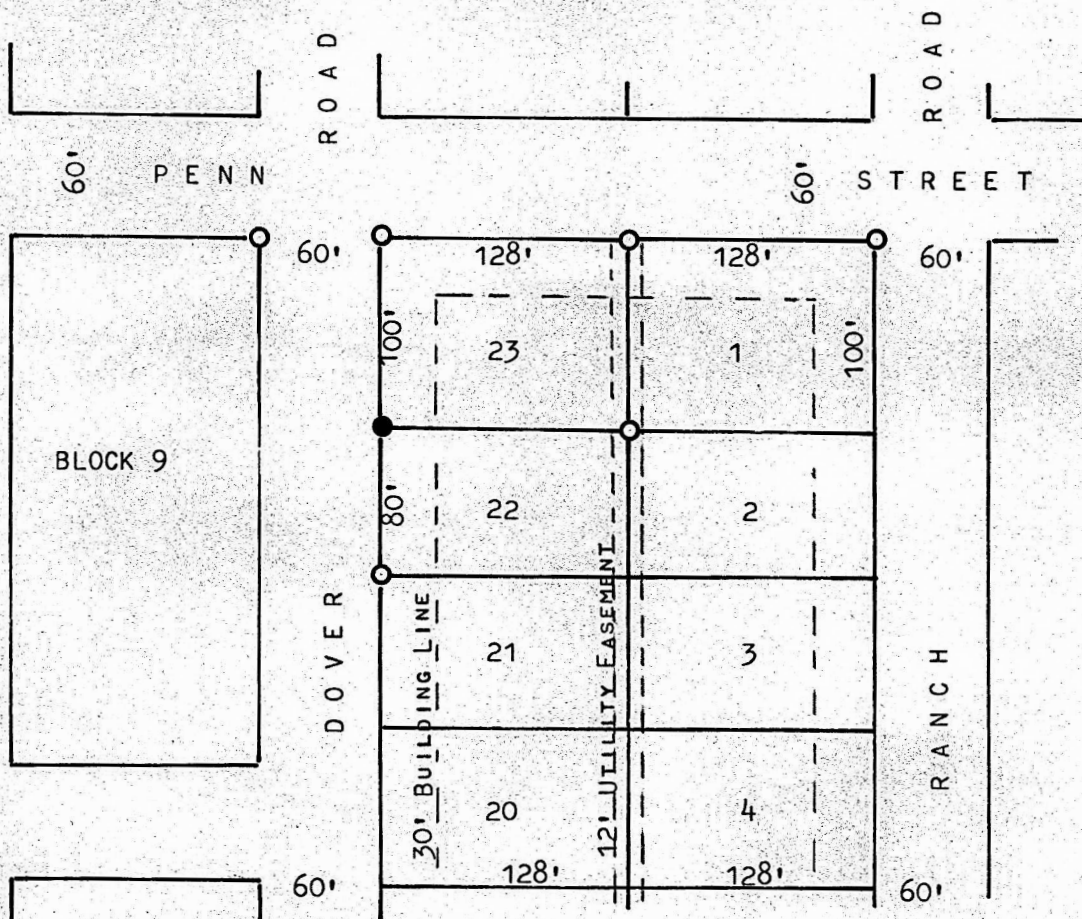 ROAD
ROAD
60' PENN
60' STREET
60'
128'
128'
60'
100'
23
1
100'
BLOCK 9
80'
22
2
DOVER
30' BUILDING LINE
21
12' UTILITY EASEMENT
3
RANCH
20
4
60'
128'
128'
60'